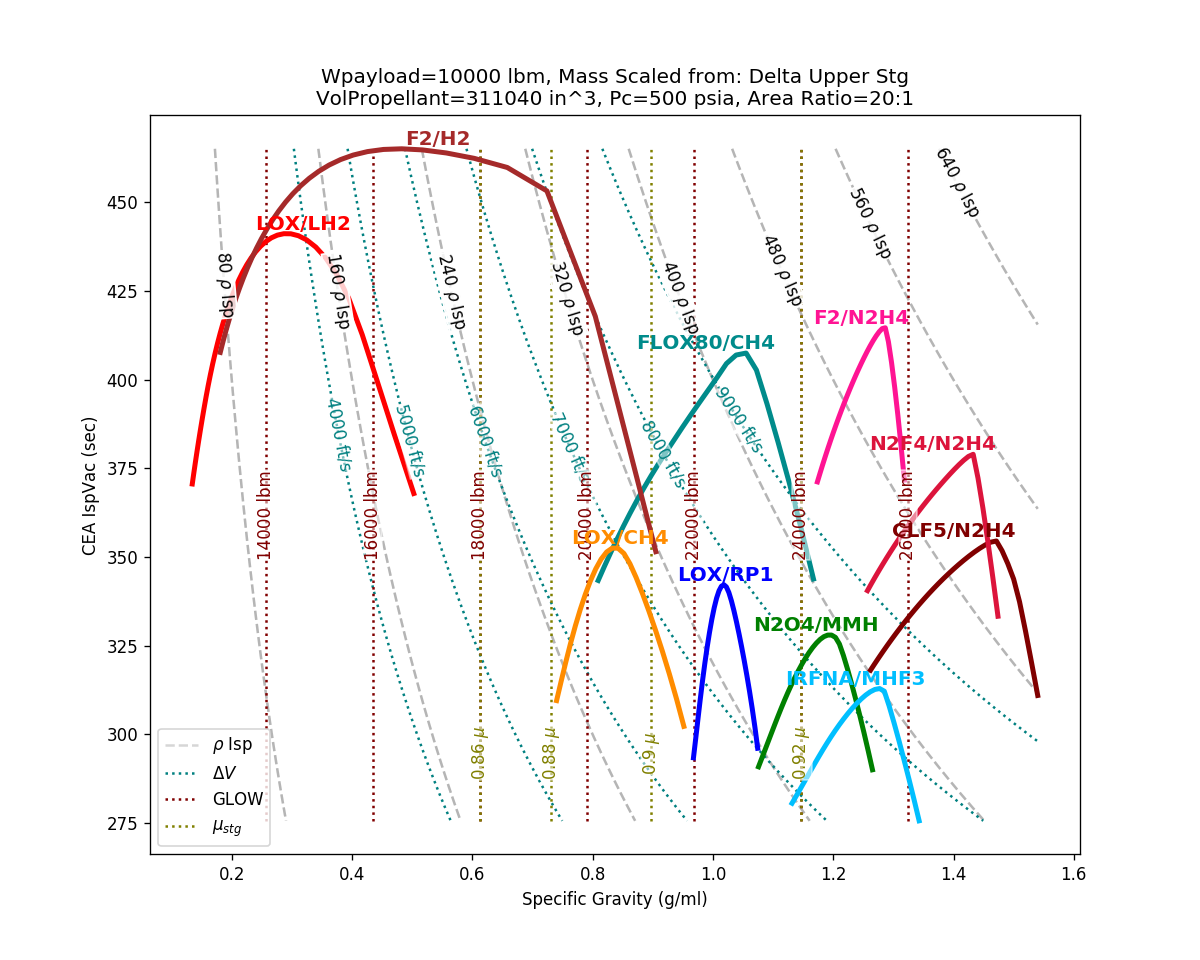 Wpayload=10000 lbm, Mass Scaled from: Delta Upper Stg
VolPropellant=311040 in^3, Pc=500 psia, Area Ratio=20:1
F2/H2
LOX/LH2
FLOX80/CH4
F2/N2H4
N2F4/N2H4
CLF5/N2H4
LOX/CH4
LOX/RP1
N2O4/MMH
IRFNA/MHF3
80 ρ Isp
160 ρ Isp
240 ρ Isp
320 ρ Isp
400 ρ Isp
480 ρ Isp
560 ρ Isp
640 ρ Isp
4000 ft/s
5000 ft/s
6000 ft/s
7000 ft/s
8000 ft/s
9000 ft/s
14000 lbm
16000 lbm
18000 lbm
20000 lbm
22000 lbm
24000 lbm
26000 lbm
0.86 μ
0.88 μ
0.9 μ
0.92 μ
ρ Isp
ΔV
GLOW
μstg
450
425
400
375
350
325
300
275
CEA IspVac (sec)
0.2
0.4
0.6
0.8
1.0
1.2
1.4
1.6
Specific Gravity (g/ml)